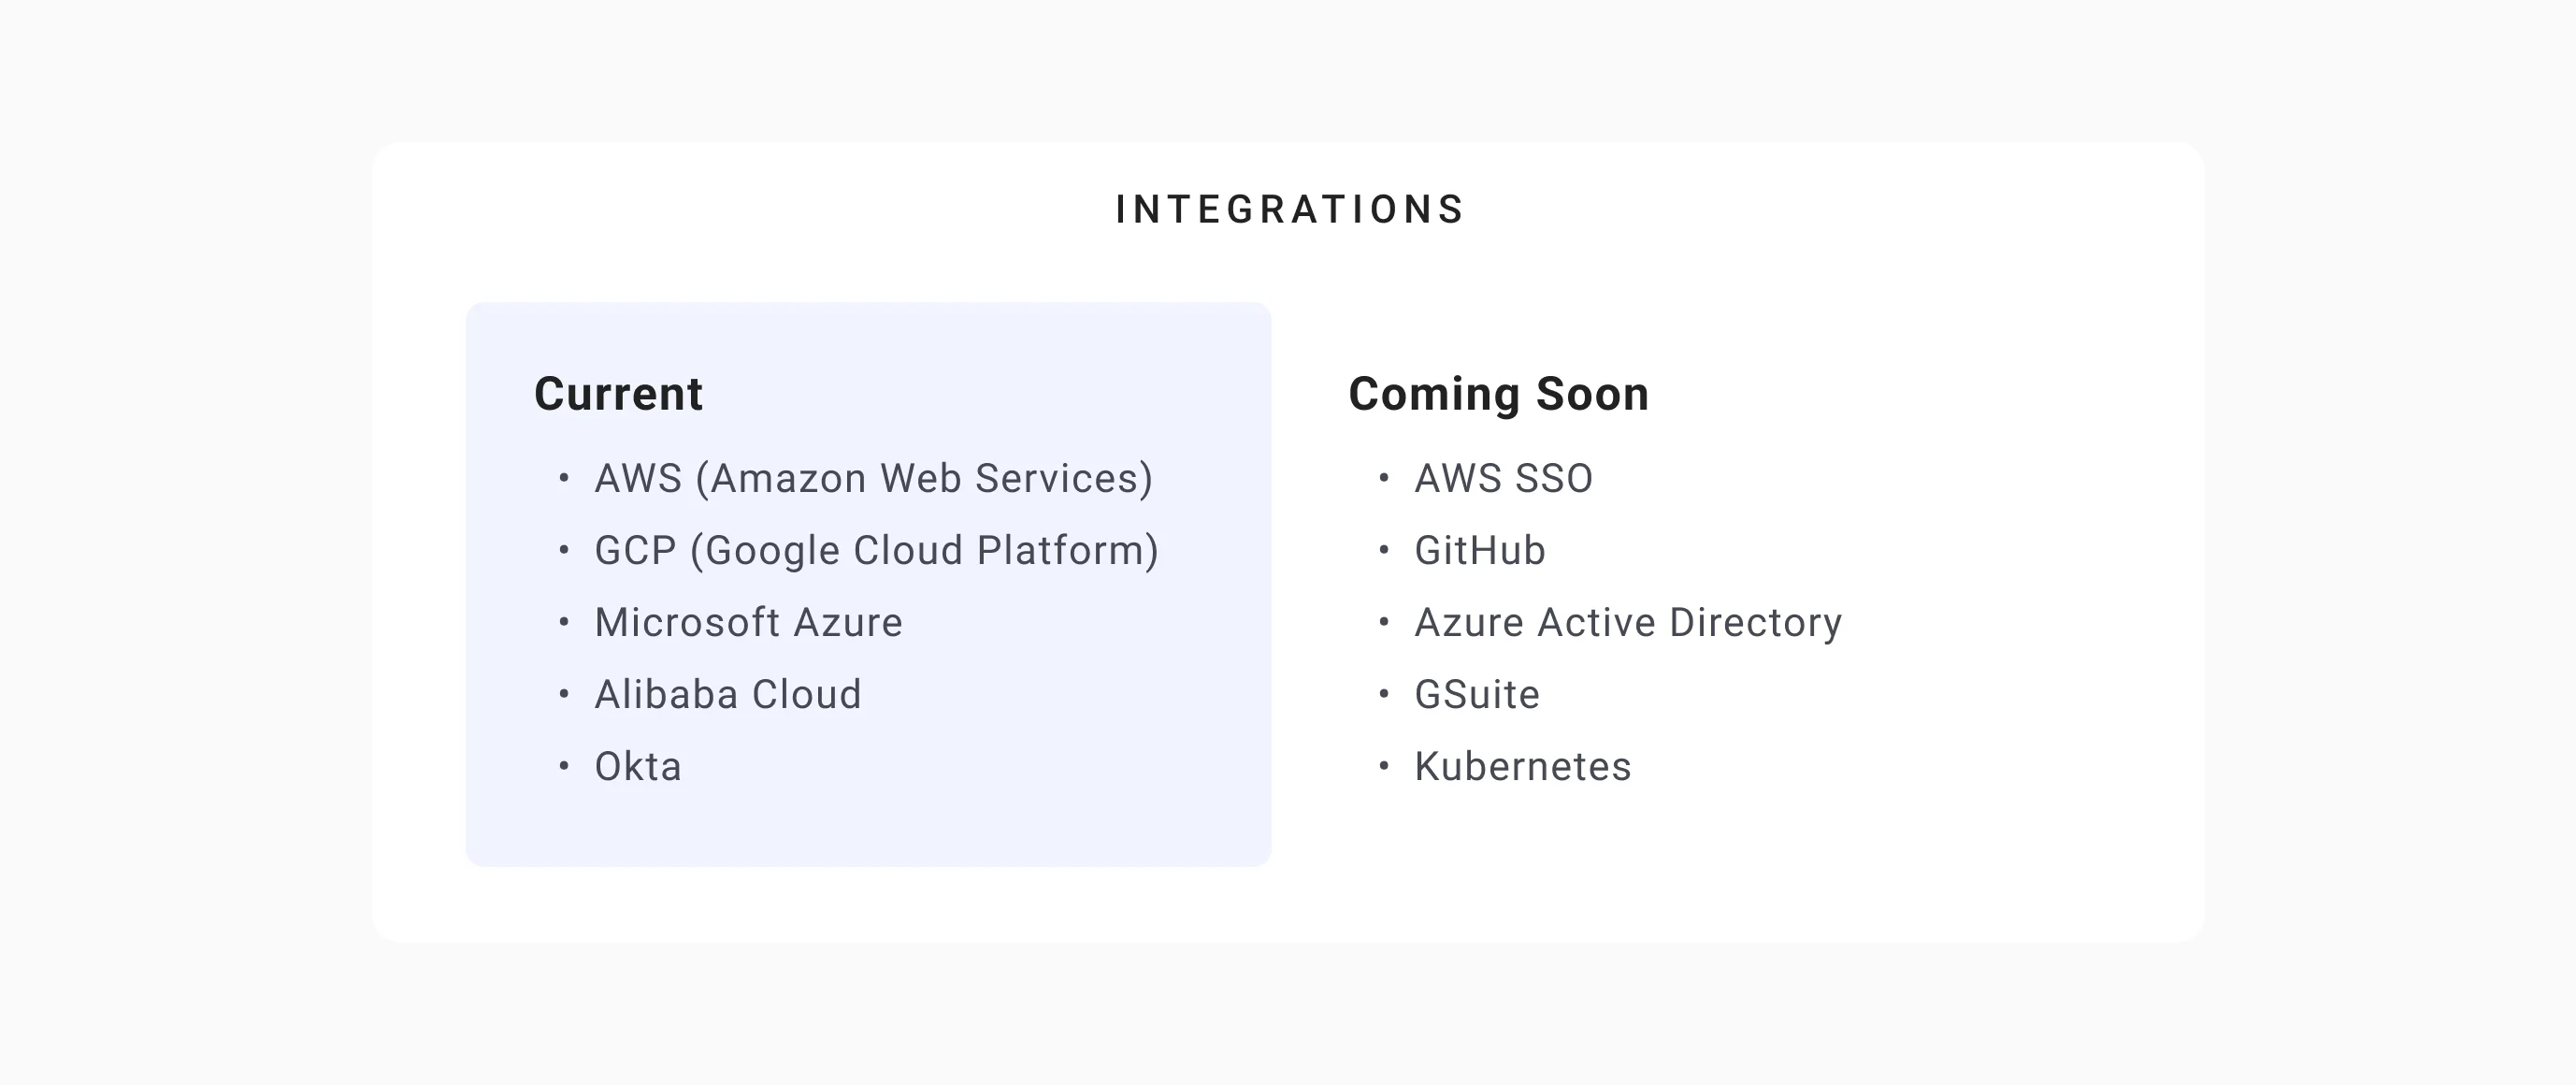 INTEGRATIONS
Current
• AWS (Amazon Web Services)
• GCP (Google Cloud Platform)
• Microsoft Azure
• Alibaba Cloud
• Okta
Coming Soon
• AWS SSO
• GitHub
• Azure Active Directory
• GSuite
• Kubernetes